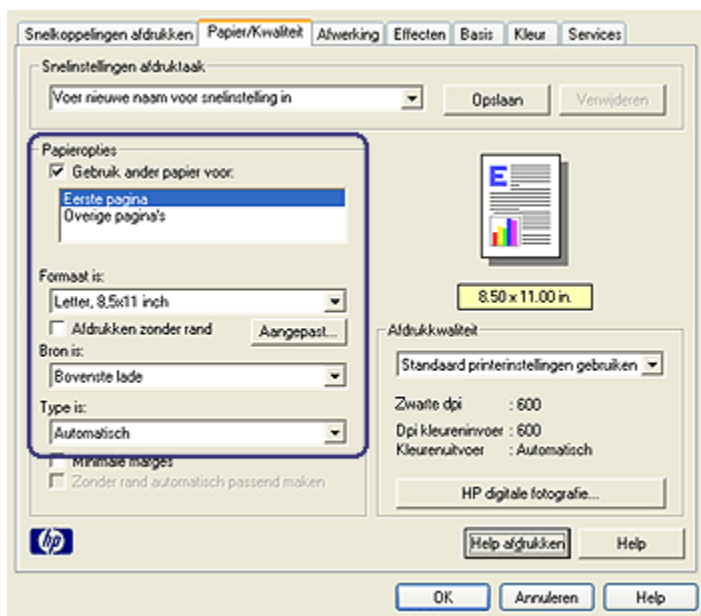 Snelkoppelingen afdrukken Papier/Kwaliteit Afwerking Effecten Basis Kleur Services
Snelinstellingen afdruktaak
Voer nieuwe naam voor snelinstelling in
Opslaan
Verwijderen
Papieropties
Gebruik ander papier voor:
Eerste pagina
Overige pagina's
Formaat is:
Letter, 8,5x11 inch
Afdrukken zonder rand
Aangepast...
Bron is:
Bovenste lade
Type is:
Automatisch
Minimale marges
Zonder rand automatisch passend maken
E
8.50 x 11.00 in.
Afdrukkwaliteit
Standaard printerinstellingen gebruiken
Zwarte dpi : 600
Dpi kleureninvoer : 600
Kleurenuitvoer : Automatisch
HP digitale fotografie...
hp
Help afdrukken
Help
OK
Annuleren
Help